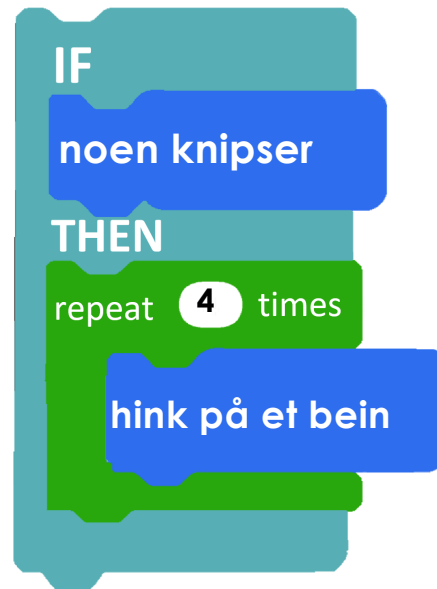 IF
noen knipser
THEN
repeat 4 times
hink på et bein